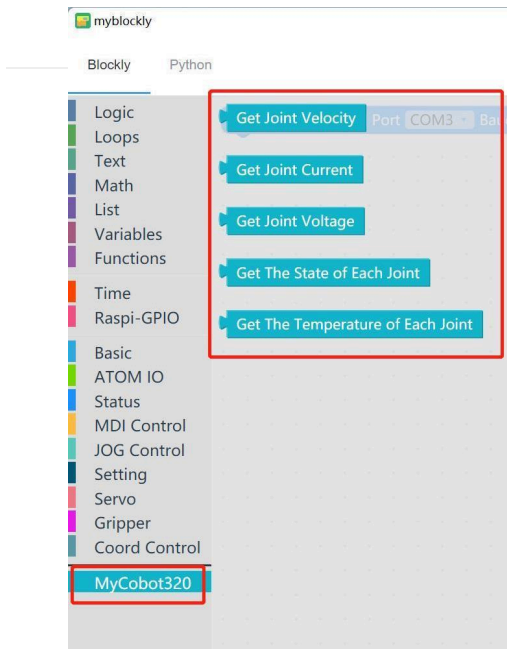 myblockly
Blockly Python
Logic
Loops
Text
Math
List
Variables
Functions
Time
Raspi-GPIO
Basic
ATOM IO
Status
MDI Control
JOG Control
Setting
Servo
Gripper
Coord Control
MyCobot320
Get Joint Velocity Port COM3
Get Joint Current
Get Joint Voltage
Get The State of Each Joint
Get The Temperature of Each Joint